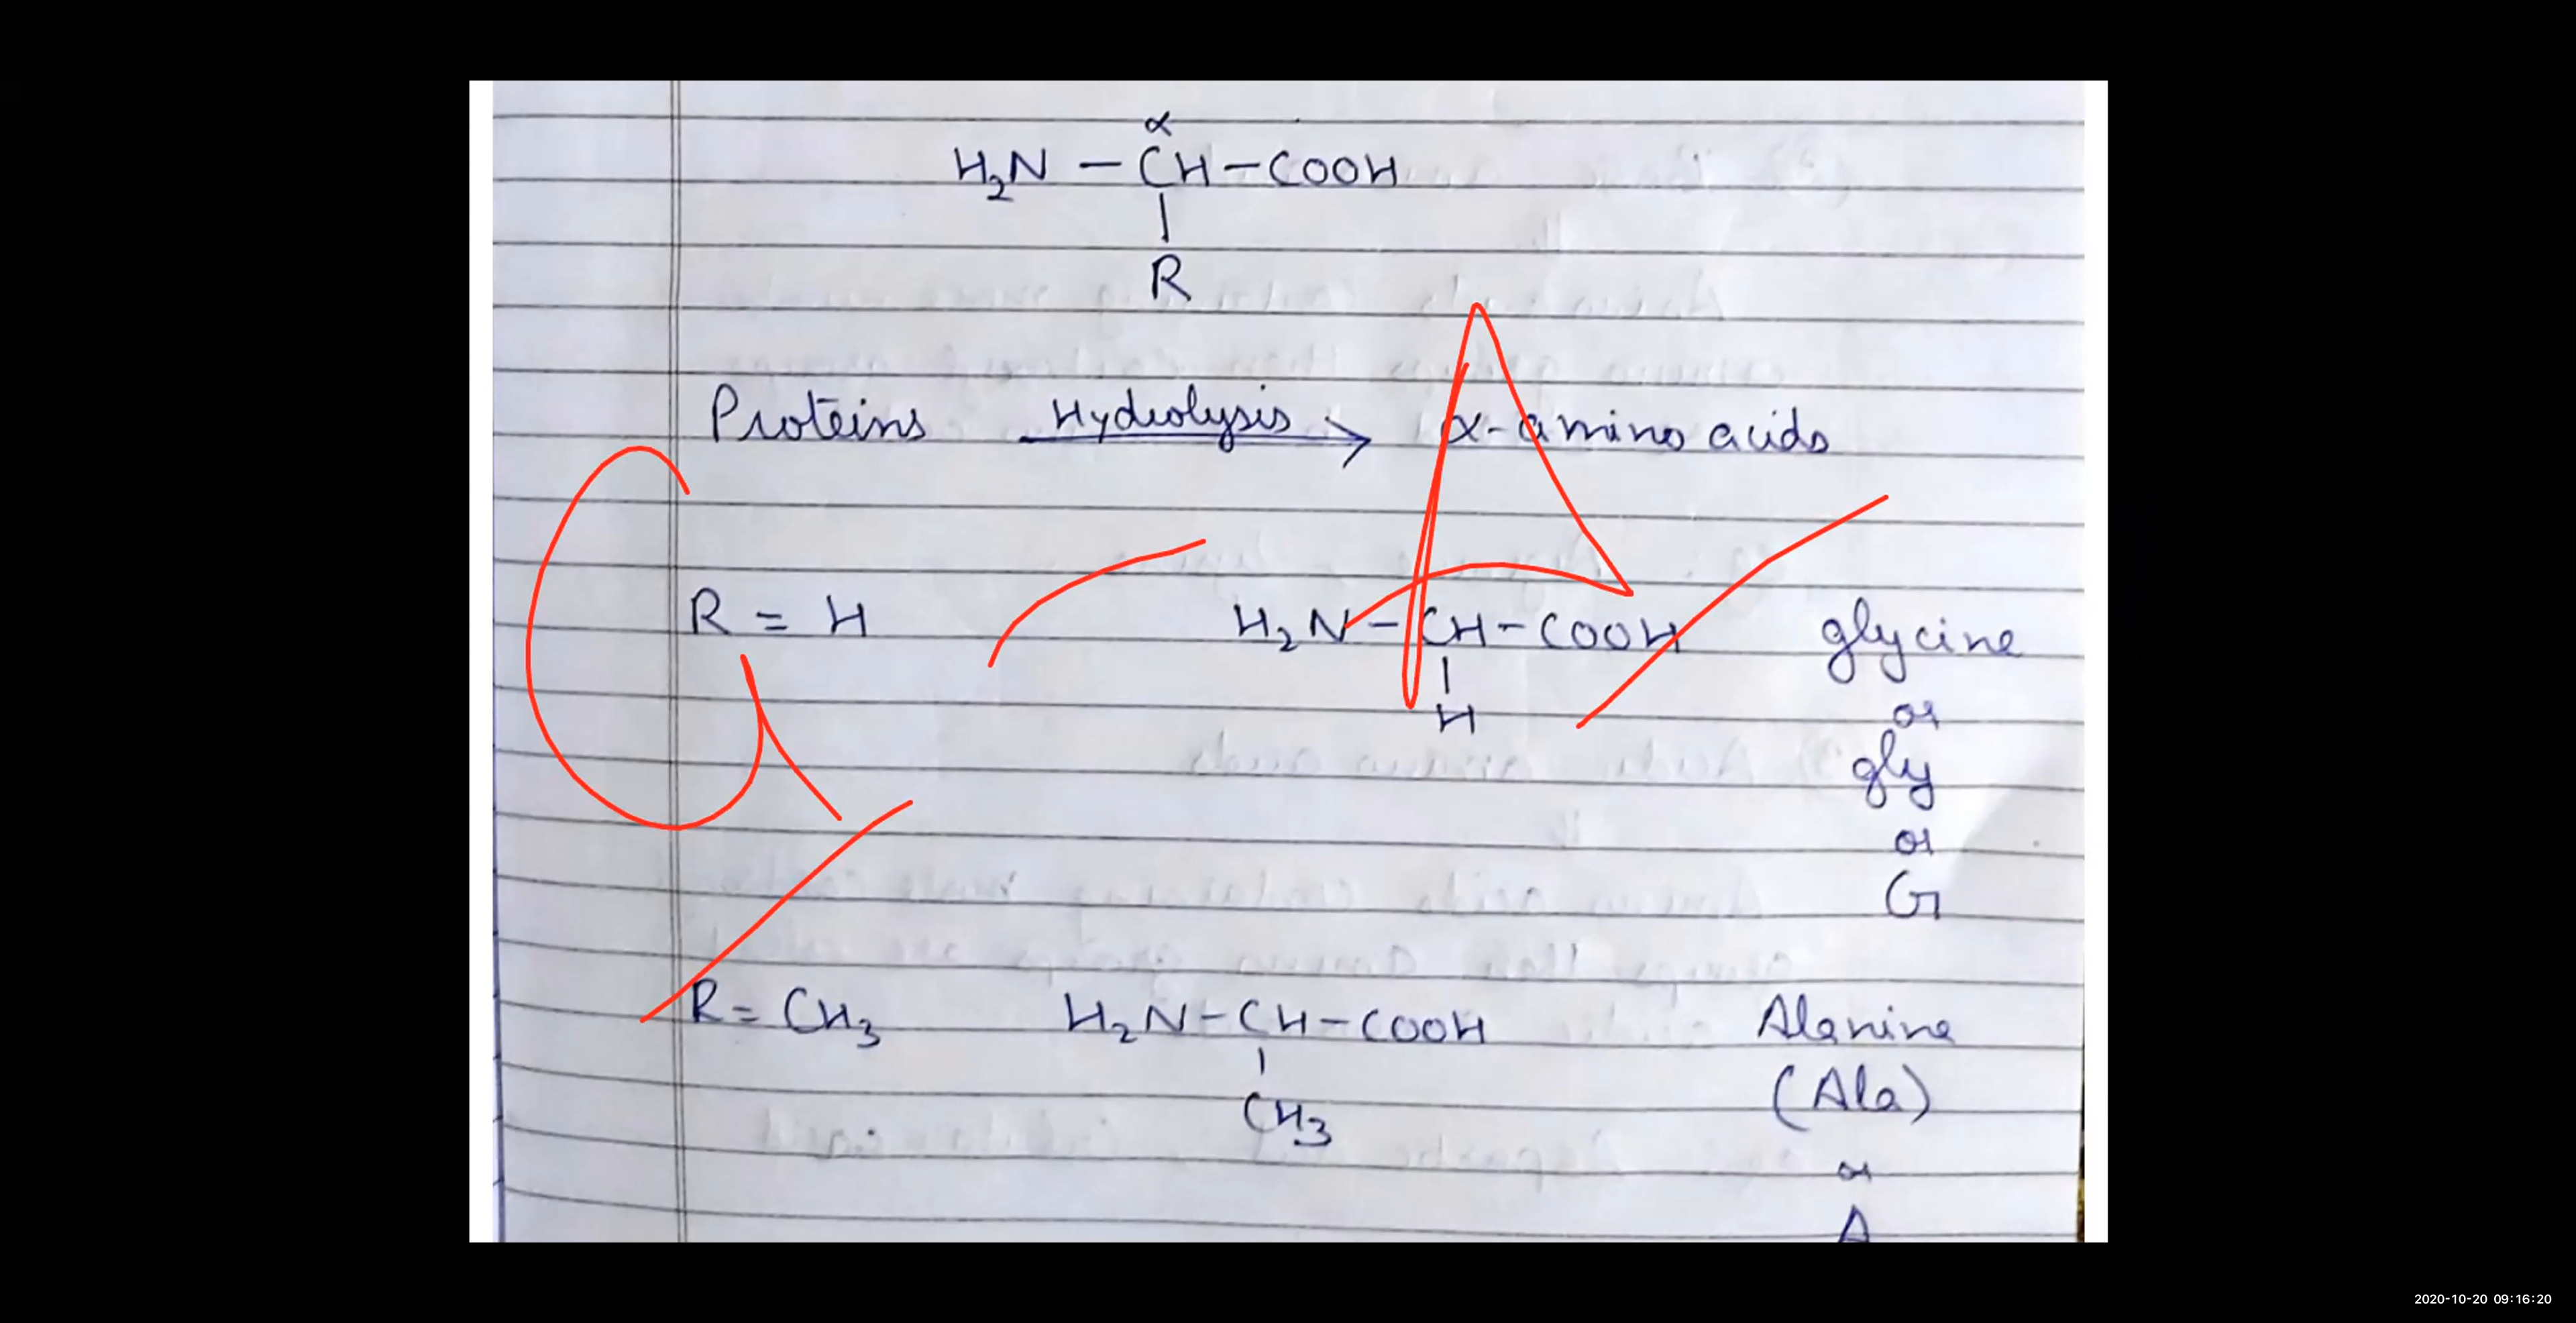 α
H₂N – CH – COOH
|
R
Proteins Hydrolysis → α-amino acids
R = H H₂N – CH – COOH glycine
|
H
or
gly
or
G
R = CH₃ H₂N – CH – COOH Alanine
|
CH₃
(Ala)
or
A
G A
2020-10-20 09:16:20